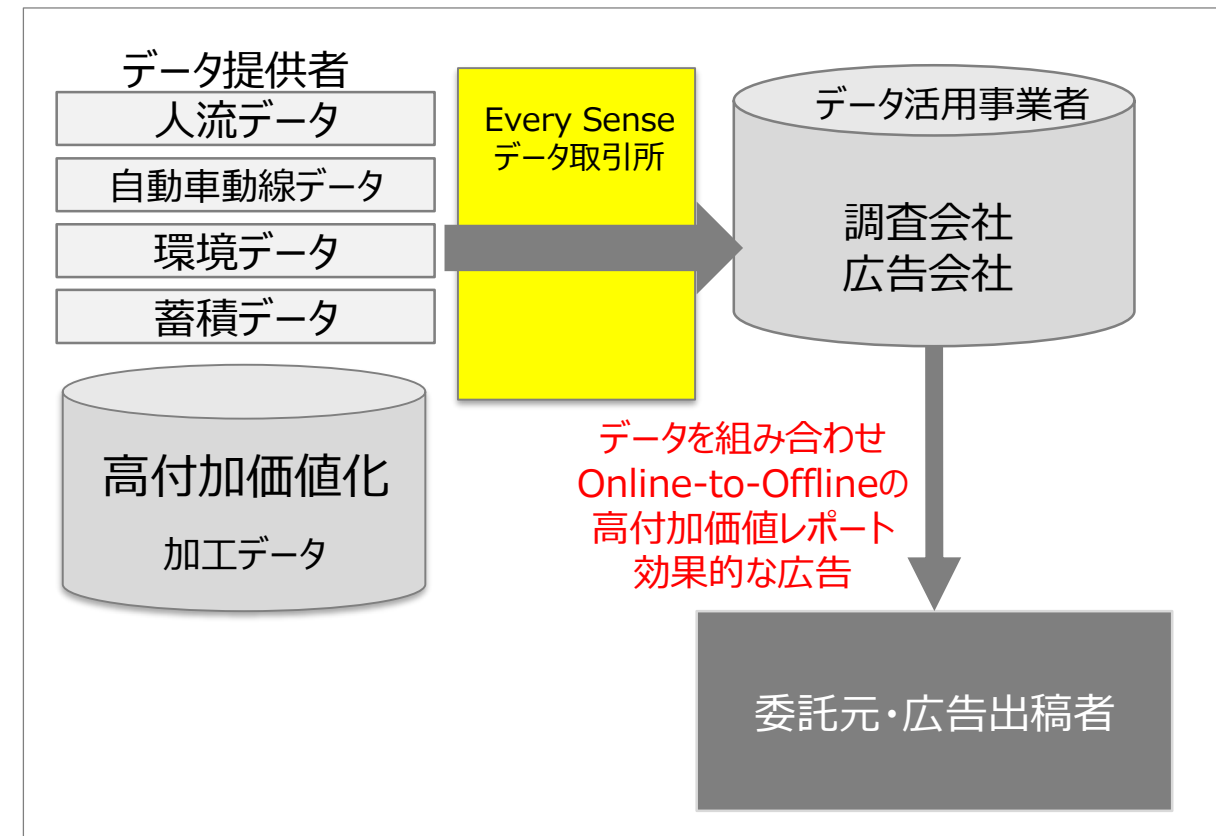 データ提供者
人流データ
自動車動線データ
環境データ
蓄積データ
高付加価値化
加工データ
Every Sense
データ取引所
データ活用事業者
調査会社
広告会社
データを組み合わせ
Online-to-Offlineの
高付加価値レポート
効果的な広告
委託元・広告出稿者